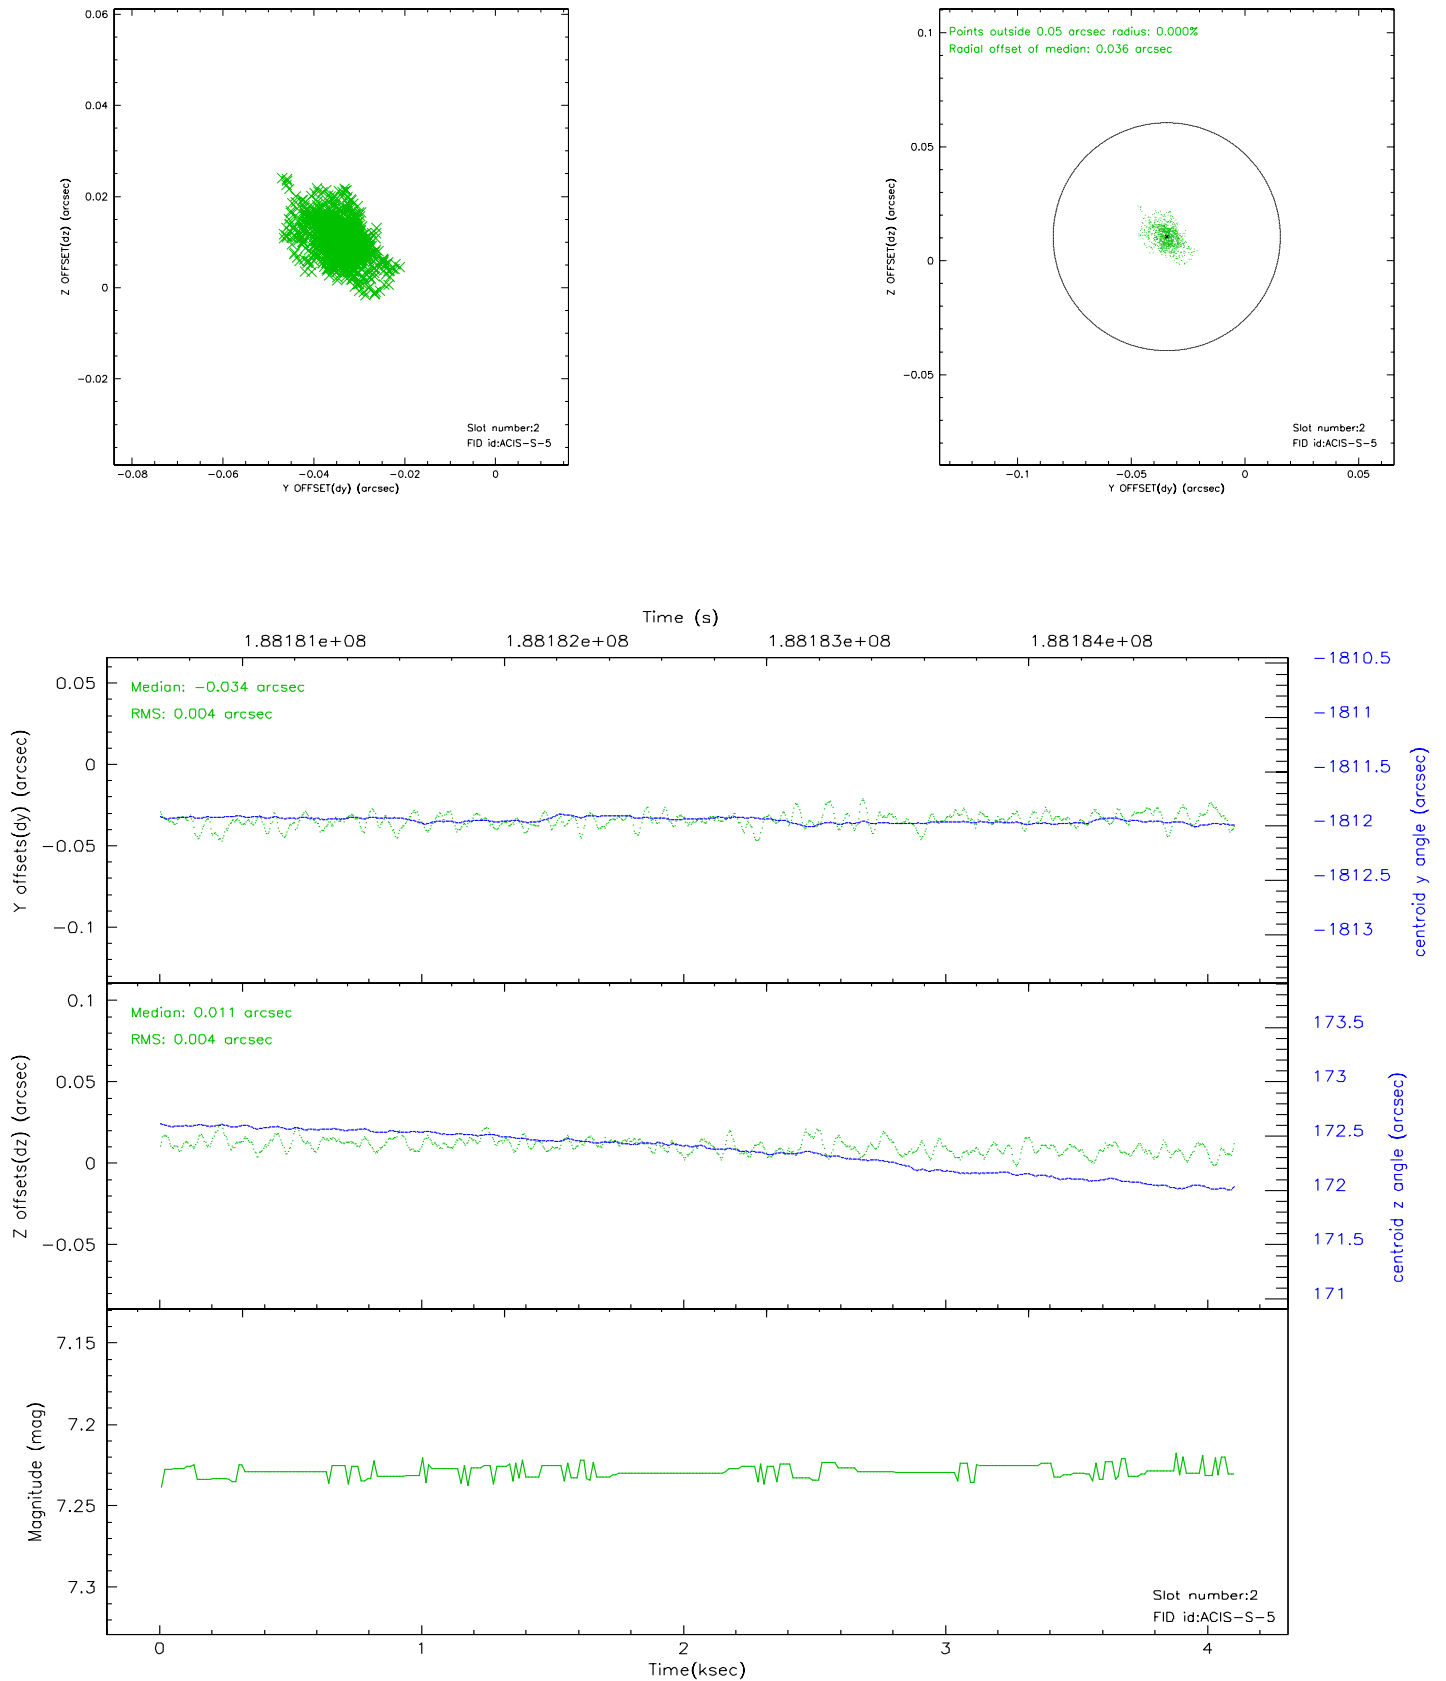 0.06
0.04
0.02
0
−0.02
Z OFFSET(dz) (arcsec)
−0.08 −0.06 −0.04 −0.02 0
Y OFFSET(dy) (arcsec)
Slot number:2
FID id:ACIS−S−5
Points outside 0.05 arcsec radius: 0.000%
Radial offset of median: 0.036 arcsec
0.1
0.05
0
−0.05
Z OFFSET(dz) (arcsec)
−0.1 −0.05 0 0.05
Y OFFSET(dy) (arcsec)
Slot number:2
FID id:ACIS−S−5
Time (s)
1.88181e+08 1.88182e+08 1.88183e+08 1.88184e+08
Median: −0.034 arcsec
RMS: 0.004 arcsec
0.05
0
−0.05
−0.1
Y offsets(dy) (arcsec)
−1810.5
−1811
−1811.5
−1812
−1812.5
−1813
centroid y angle (arcsec)
Median: 0.011 arcsec
RMS: 0.004 arcsec
0.1
0.05
0
−0.05
Z offsets(dz) (arcsec)
173.5
173
172.5
172
171.5
171
centroid z angle (arcsec)
7.15
7.2
7.25
7.3
Magnitude (mag)
Slot number:2
FID id:ACIS−S−5
0 1 2 3 4
Time(ksec)